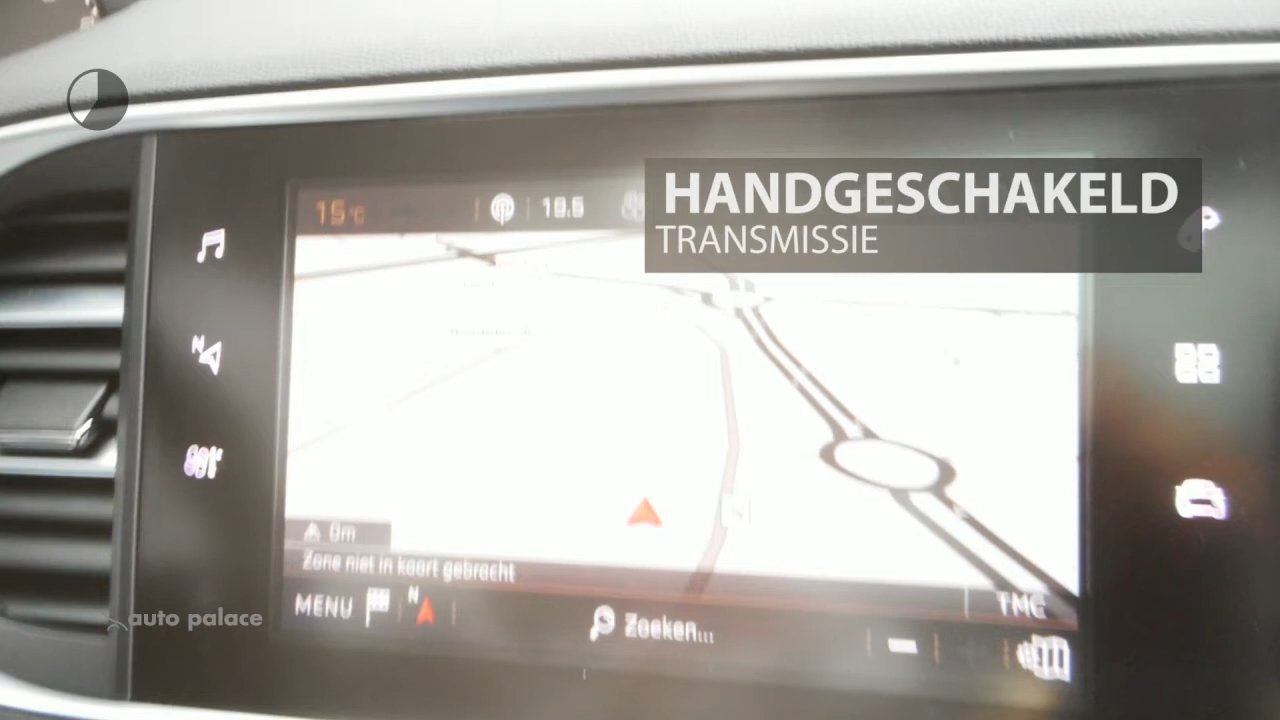 HANDGESCHAKELD
TRANSMISSIE
15°C
19.5
N
0m
Zone niet in kaart gebracht
MENU
N
Zoeken...
TMC
auto palace